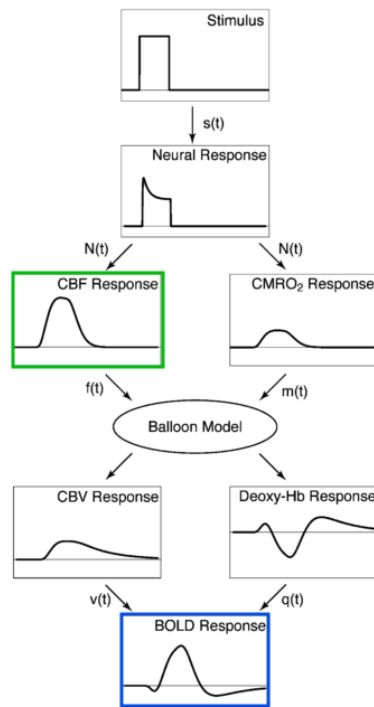 Stimulus
s(t)
Neural Response
N(t) N(t)
CBF Response CMRO₂ Response
f(t) m(t)
Balloon Model
CBV Response Deoxy-Hb Response
v(t) q(t)
BOLD Response